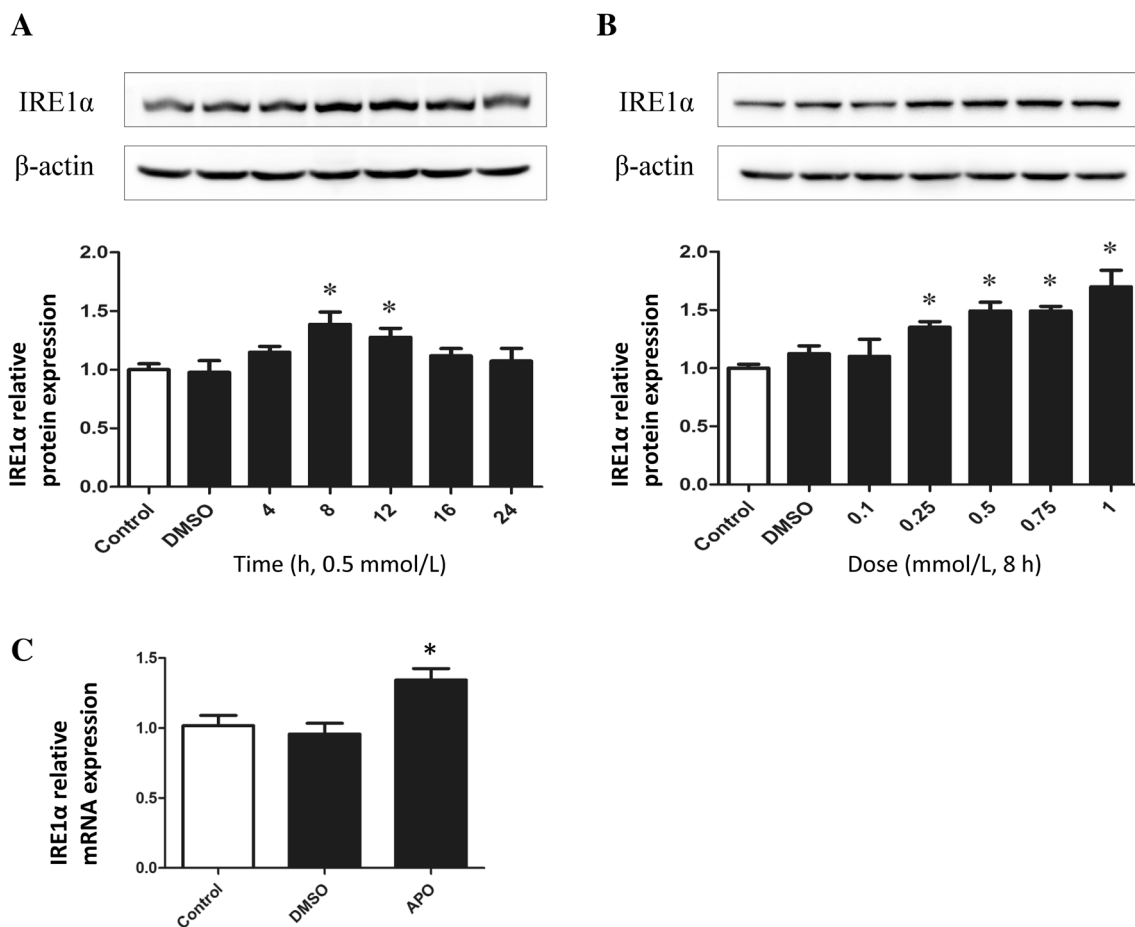 A
IRE1α
β-actin
IRE1α relative
protein expression
2.0
1.5
1.0
0.5
0.0
*
*
Control
DMSO
4
8
12
16
24
Time (h, 0.5 mmol/L)
B
IRE1α
β-actin
IRE1α relative
protein expression
2.0
1.5
1.0
0.5
0.0
*
*
*
*
Control
DMSO
0.1
0.25
0.5
0.75
1
Dose (mmol/L, 8 h)
C
IRE1α relative
mRNA expression
1.5
1.0
0.5
0.0
*
Control
DMSO
APO